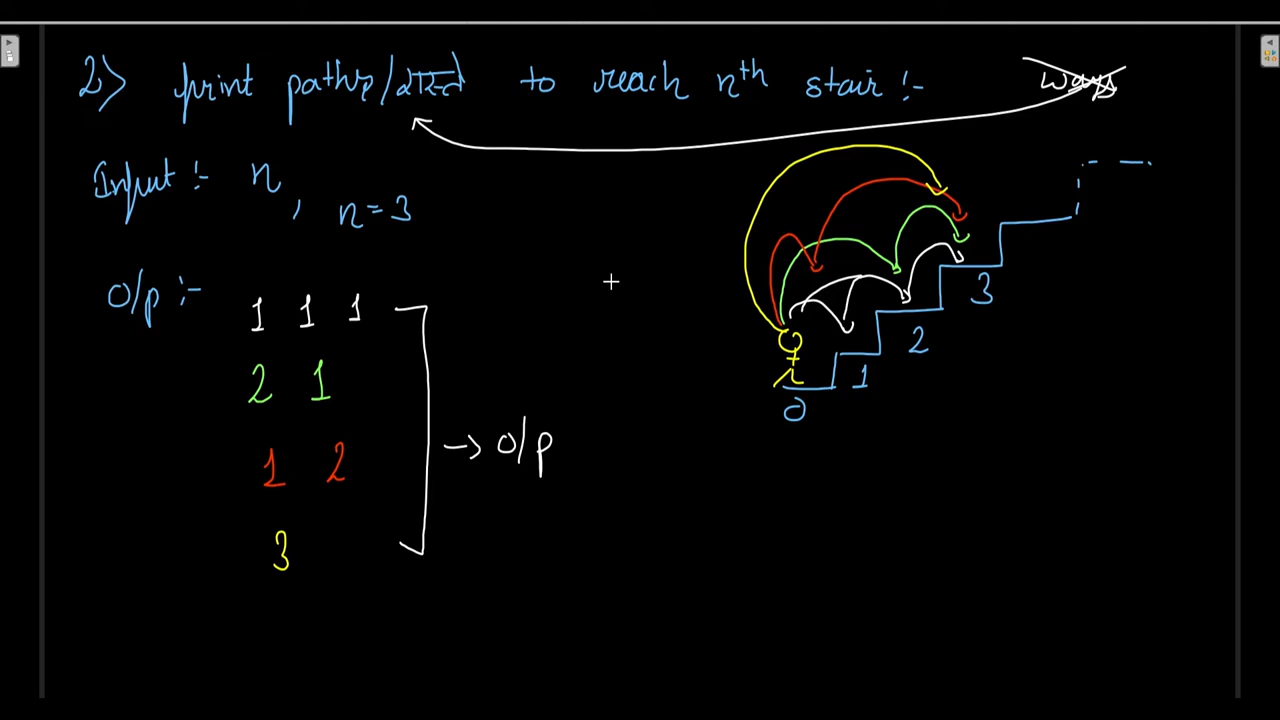 2) print paths/रास्ते to reach nth stair :-
ways
Input :- n, n = 3
O/p :-
1 1 1
2 1
1 2
3
→ O/p
0
1
2
3